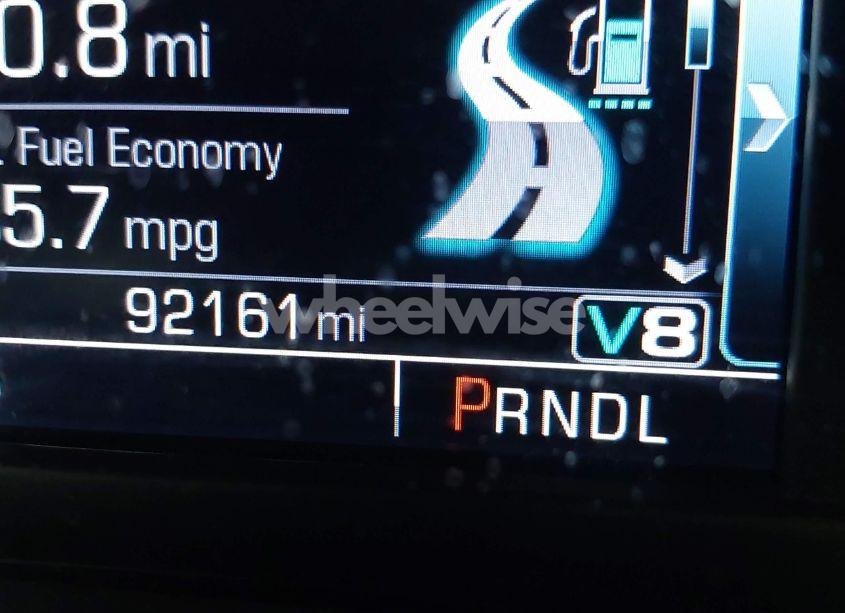 0.8 mi
Fuel Economy
5.7 mpg
92161 mi
wheelwise
V8
PRNDL